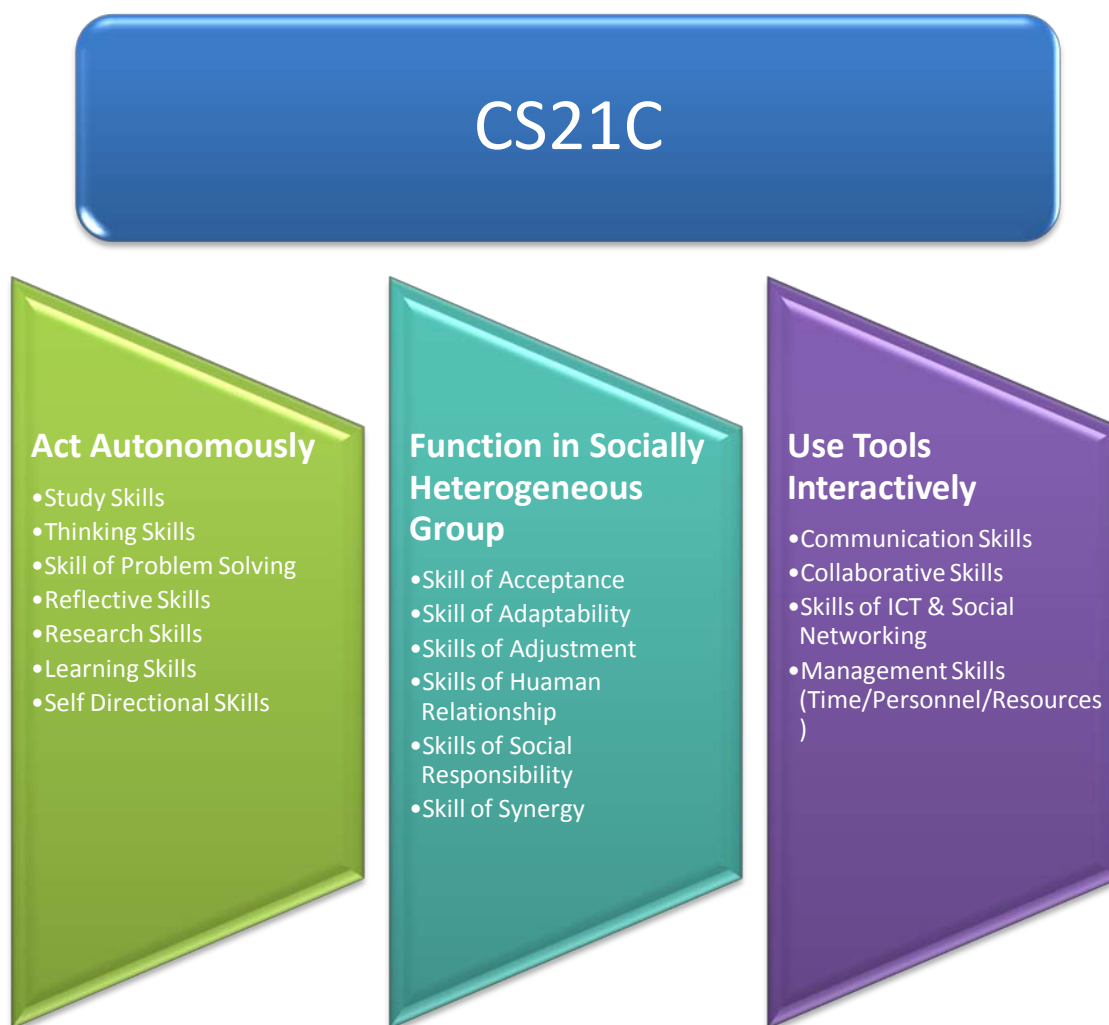 CS21C
Act Autonomously
•Study Skills
•Thinking Skills
•Skill of Problem Solving
•Reflective Skills
•Research Skills
•Learning Skills
•Self Directional SKills
Function in Socially
Heterogeneous
Group
•Skill of Acceptance
•Skill of Adaptability
•Skills of Adjustment
•Skills of Huaman
Relationship
•Skills of Social
Responsibility
•Skill of Synergy
Use Tools
Interactively
•Communication Skills
•Collaborative Skills
•Skills of ICT & Social
Networking
•Management Skills
(Time/Personnel/Resources
)